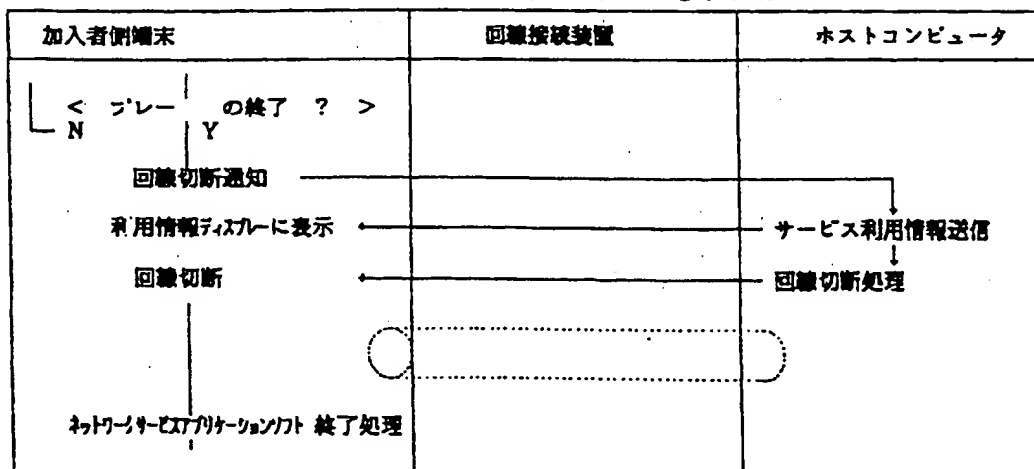 加入者側端末 回線接続装置 ホストコンピュータ
< プレー の終了 ? >
N Y
回線切断通知
利用情報ディスプレーに表示 サービス利用情報送信
回線切断 回線切断処理
ネットワークサービスアプリケーションソフト 終了処理